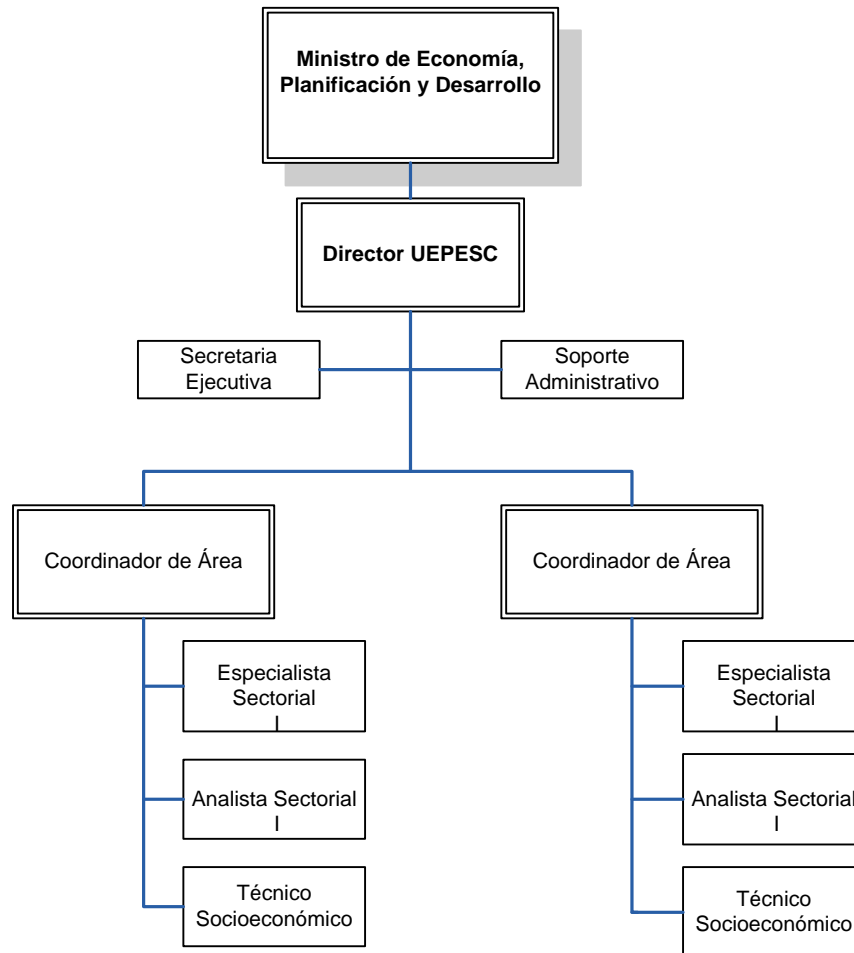 Ministro de Economía,
Planificación y Desarrollo
Director UEPESC
Secretaria
Ejecutiva
Soporte
Administrativo
Coordinador de Área
Coordinador de Área
Especialista
Sectorial
I
Especialista
Sectorial
I
Analista Sectorial
I
Analista Sectorial
I
Técnico
Socioeconómico
Técnico
Socioeconómico